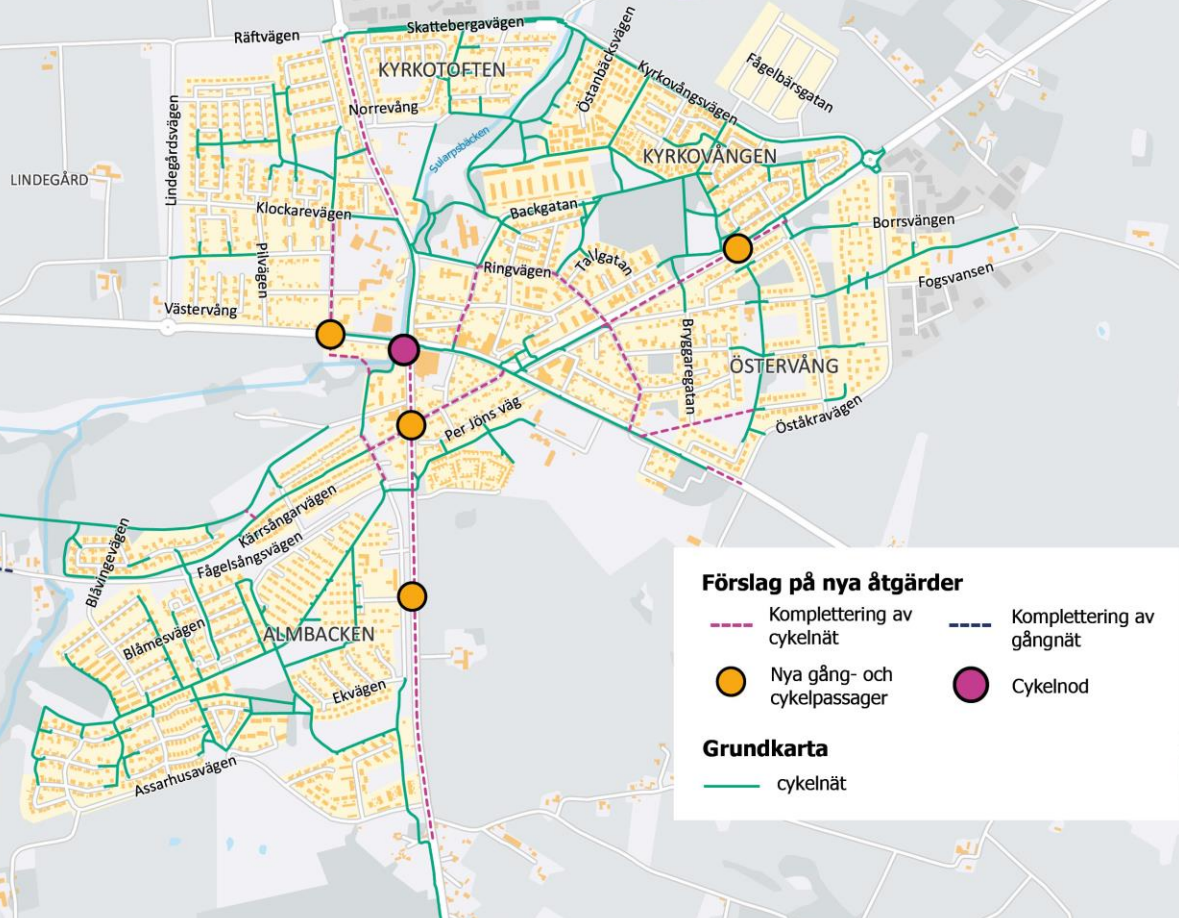 Skattebergavägen
Räftvägen
KYRKOTOFTEN
Östanbäcksvägen
Kyrkovångsvägen
Fågelbärsgatan
Norrevång
Lindegårdsvägen
Sularpsbäcken
KYRKOVÅNGEN
LINDEGÅRD
Klockarevägen
Backgatan
Borrsvängen
Pilvägen
Ringvägen
Tallgatan
Fogsvansen
Västervång
Bryggaregatan
ÖSTERVÅNG
Per Jöns väg
Öståkravägen
Kärrsångarvägen
Fågelsångsvägen
Blåvingevägen
Blåmesvägen
ALMBACKEN
Ekvägen
Assarhusavägen
Förslag på nya åtgärder
Komplettering av
cykelnät
Komplettering av
gångnät
Nya gång- och
cykelpassager
Cykelnod
Grundkarta
cykelnät